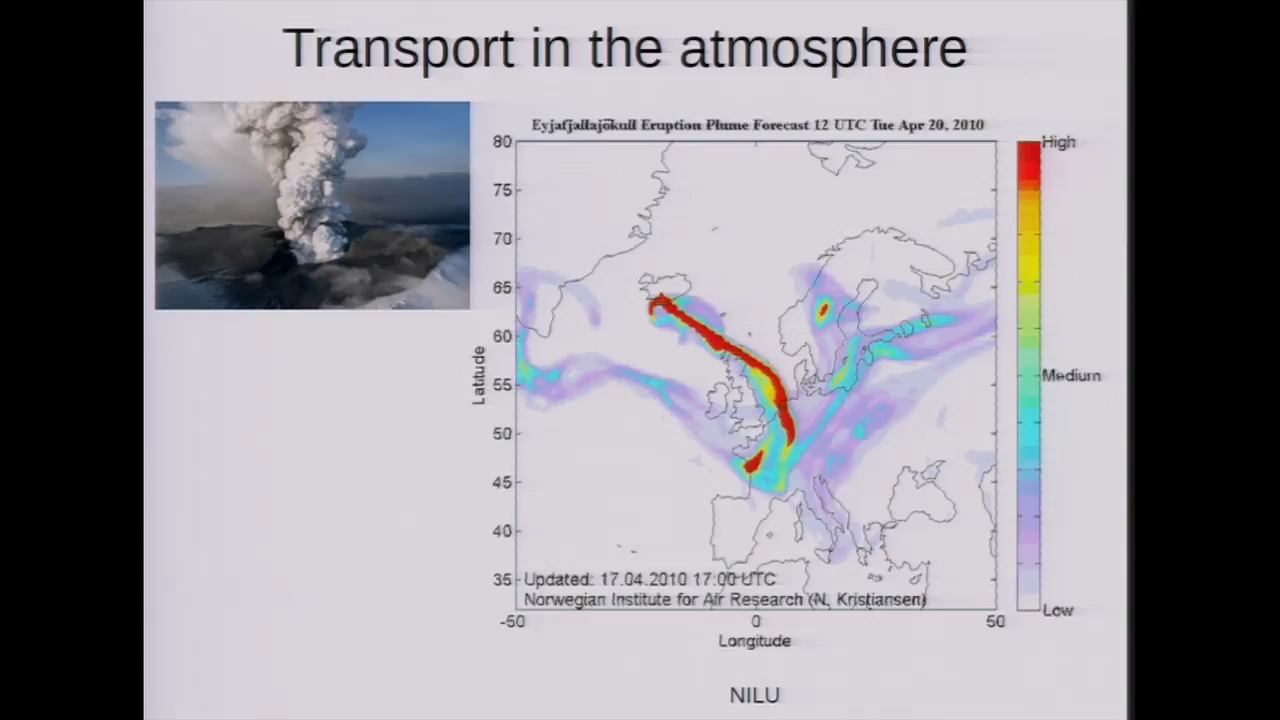 Transport in the atmosphere
Eyjafjallajökull Eruption Plume Forecast 12 UTC Tue Apr 20, 2010
80
75
70
65
60
55
50
45
40
35
Latitude
-50
0
50
Longitude
High
Medium
Low
Updated: 17.04.2010 17:00 UTC
Norwegian Institute for Air Research (N. Kristiansen)
NILU